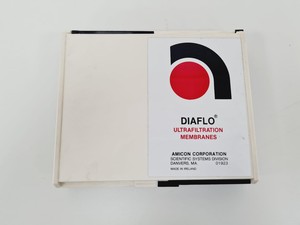 DIAFLO®
ULTRAFILTRATION
MEMBRANES
AMICON CORPORATION
SCIENTIFIC SYSTEMS DIVISION
DANVERS, MA 01923
MADE IN IRELAND